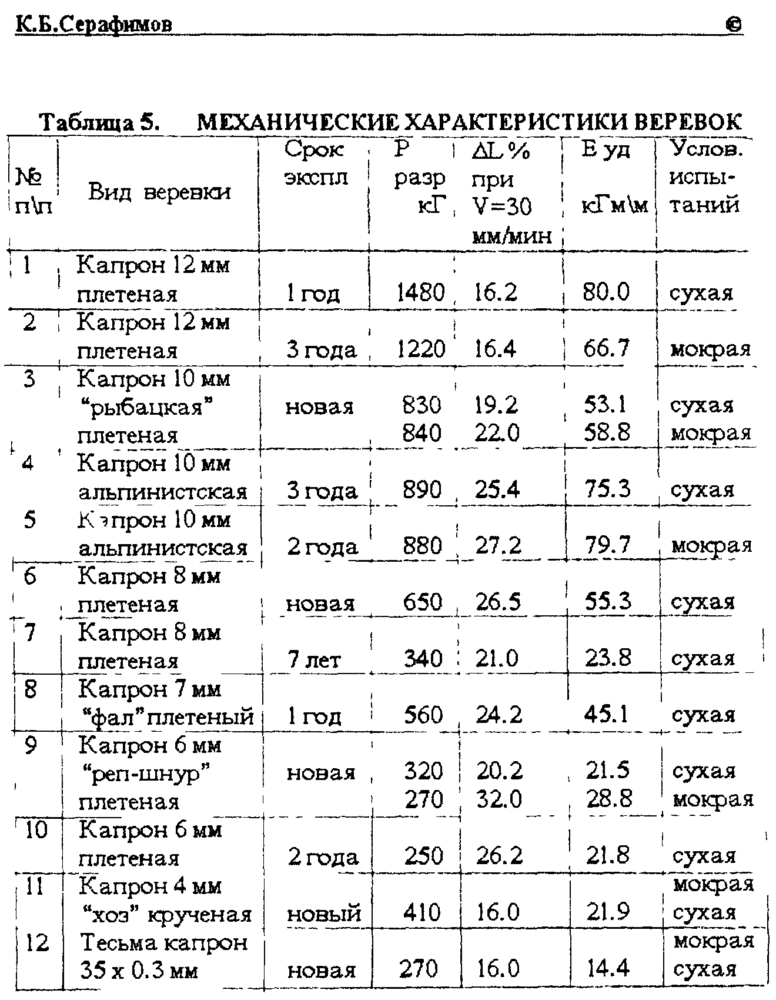 К.Б.Серафимов ©
Таблица 5. МЕХАНИЧЕСКИЕ ХАРАКТЕРИСТИКИ ВЕРЕВОК
Срок Р ΔL% Е уд Услов.
№ экспл разр при испы-
п\п Вид веревки кГ V=30 кГм\м таний
мм/мин
1 Капрон 12 мм
плетеная 1 год 1480 16.2 80.0 сухая
2 Капрон 12 мм
плетеная 3 года 1220 16.4 66.7 мокрая
3 Капрон 10 мм
“рыбацкая” новая 830 19.2 53.1 сухая
плетеная 840 22.0 58.8 мокрая
4 Капрон 10 мм
альпинистская 3 года 890 25.4 75.3 сухая
5 Капрон 10 мм
альпинистская 2 года 880 27.2 79.7 мокрая
6 Капрон 8 мм
плетеная новая 650 26.5 55.3 сухая
7 Капрон 8 мм
плетеная 7 лет 340 21.0 23.8 сухая
8 Капрон 7 мм
“фал” плетеный 1 год 560 24.2 45.1 сухая
9 Капрон 6 мм
“реп-шнур” новая 320 20.2 21.5 сухая
плетеная 270 32.0 28.8 мокрая
10 Капрон 6 мм
плетеная 2 года 250 26.2 21.8 сухая
11 Капрон 4 мм мокрая
“хоз” крученая новый 410 16.0 21.9 сухая
12 Тесьма капрон мокрая
35 х 0.3 мм новая 270 16.0 14.4 сухая